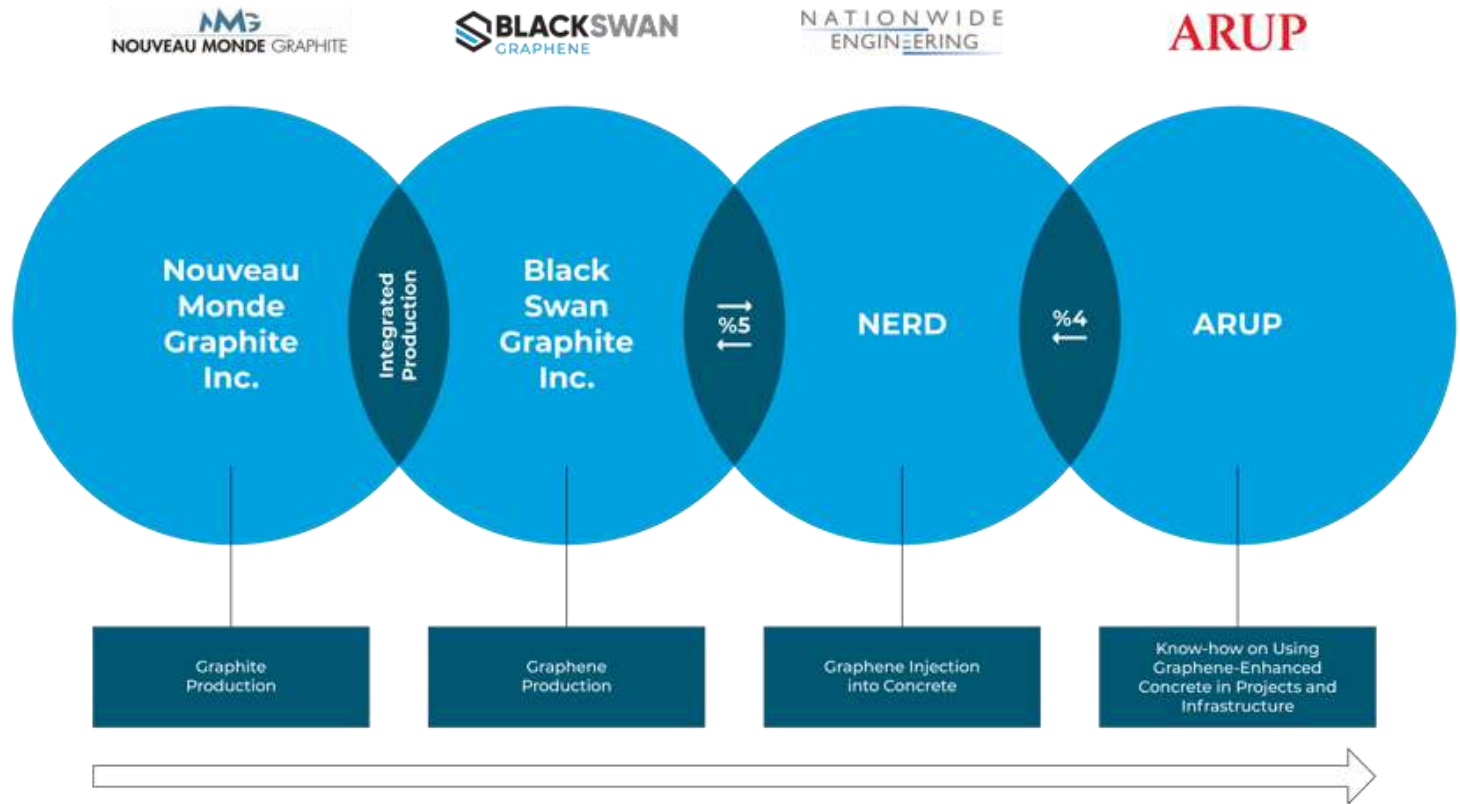 NMG
NOUVEAU MONDE GRAPHITE
BLACKSWAN
GRAPHENE
NATIONWIDE
ENGINEERING
ARUP
Nouveau
Monde
Graphite
Inc.
Integrated
Production
Black
Swan
Graphite
Inc.
%5
NERD
%4
ARUP
Graphite
Production
Graphene
Production
Graphene Injection
into Concrete
Know-how on Using
Graphene-Enhanced
Concrete in Projects and
Infrastructure